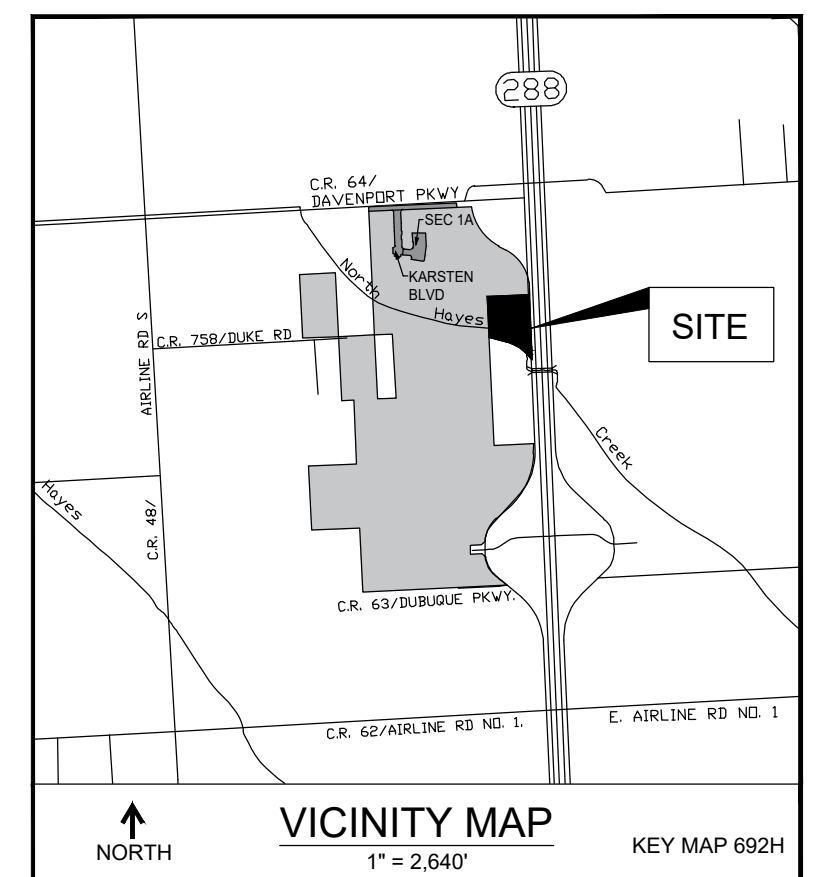 288
C.R. 64/
DAVENPORT PKWY
SEC 1A
KARSTEN
BLVD
North
Hayes
SITE
AIRLINE RD S
C.R. 758/DUKE RD
Creek
Hayes
C.R. 48/
C.R. 63/DUBUQUE PKWY.
C.R. 62/AIRLINE RD NO. 1.
E. AIRLINE RD NO. 1
NORTH
VICINITY MAP
1" = 2,640'
KEY MAP 692H